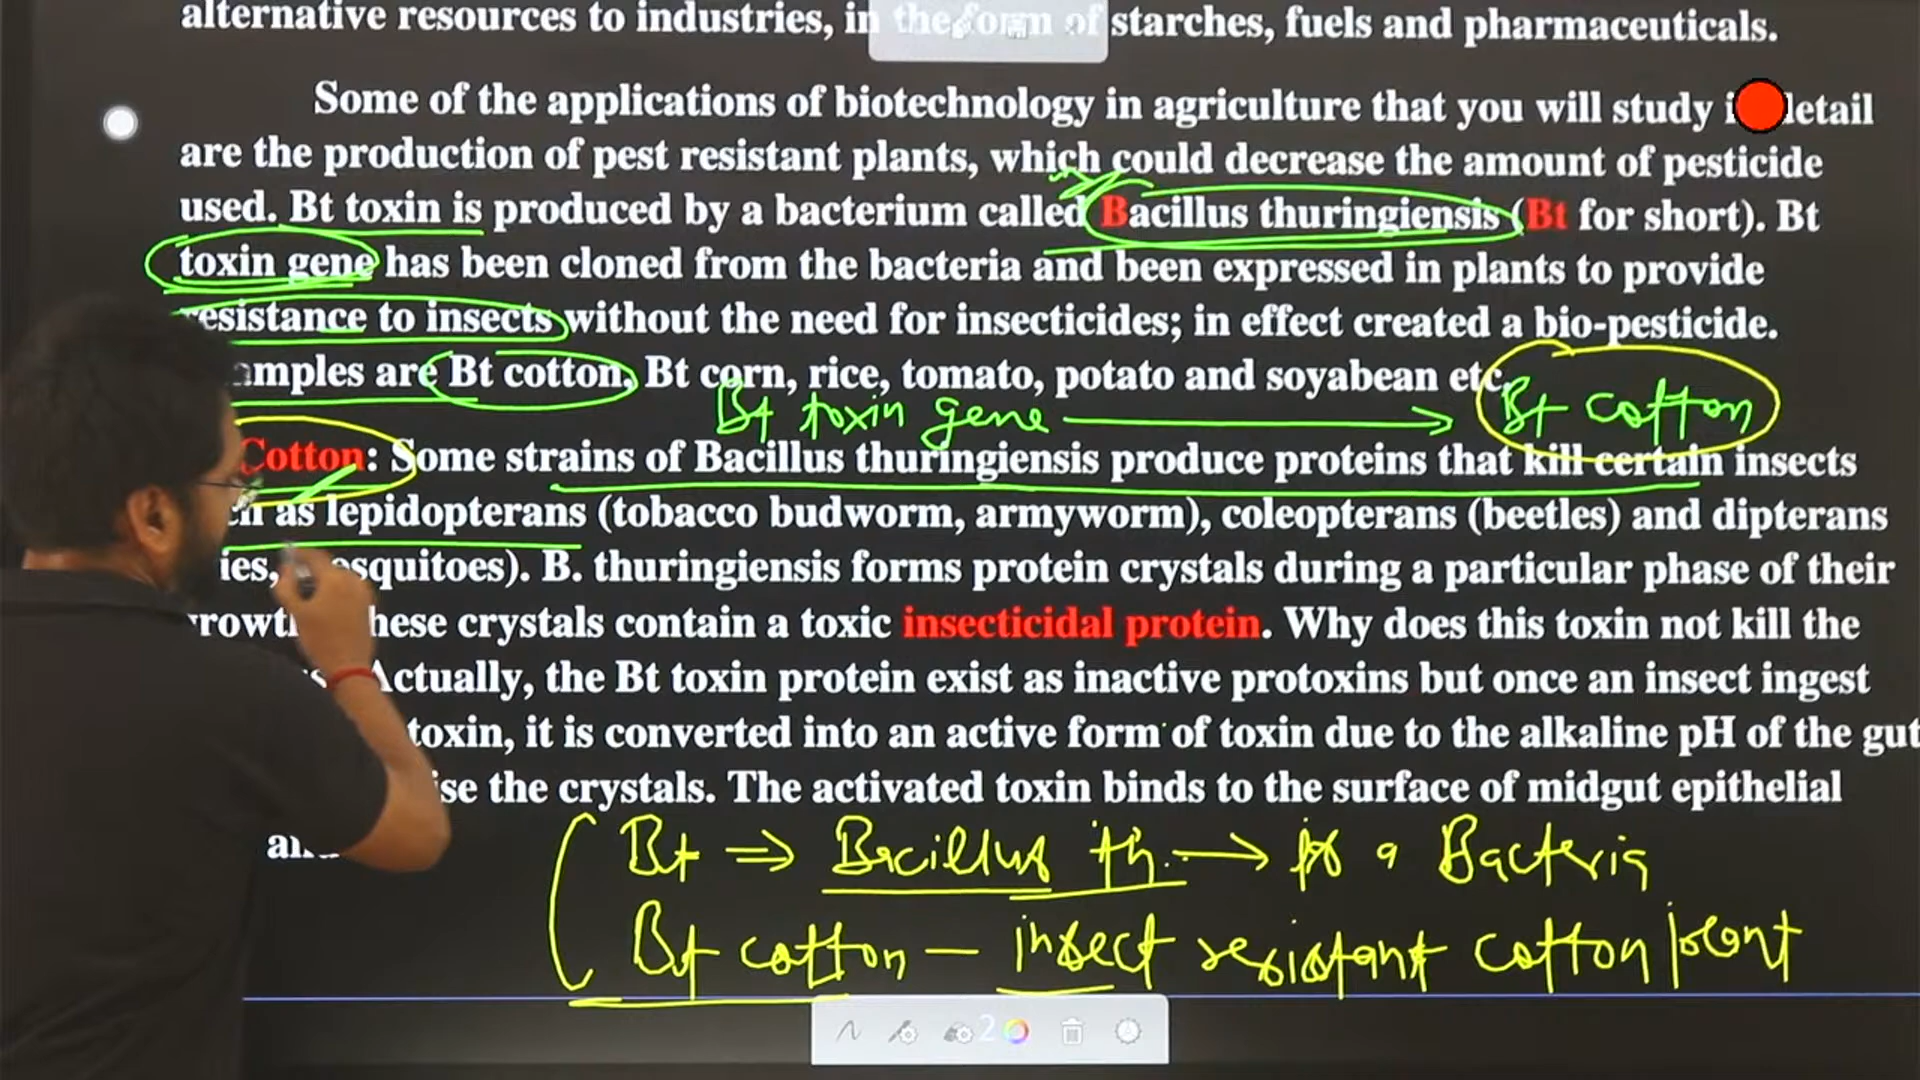 alternative resources to industries, in the form of starches, fuels and pharmaceuticals.
Some of the applications of biotechnology in agriculture that you will study detail
are the production of pest resistant plants, which could decrease the amount of pesticide
used. Bt toxin is produced by a bacterium called Bacillus thuringiensis (Bt for short). Bt
toxin gene has been cloned from the bacteria and been expressed in plants to provide
resistance to insects without the need for insecticides; in effect created a bio-pesticide.
amples are Bt cotton, Bt corn, rice, tomato, potato and soyabean etc.
Bt toxin gene → Bt cotton
Cotton: Some strains of Bacillus thuringiensis produce proteins that kill certain insects
ch as lepidopterans (tobacco budworm, armyworm), coleopterans (beetles) and dipterans
ies, osquitoes). B. thuringiensis forms protein crystals during a particular phase of their
growth hese crystals contain a toxic insecticidal protein. Why does this toxin not kill the
Actually, the Bt toxin protein exist as inactive protoxins but once an insect ingest
toxin, it is converted into an active form of toxin due to the alkaline pH of the gut
ise the crystals. The activated toxin binds to the surface of midgut epithelial
Bt ⇒ Bacillus th. → is a Bacteria
Bt cotton — insect resistant cotton plant
2